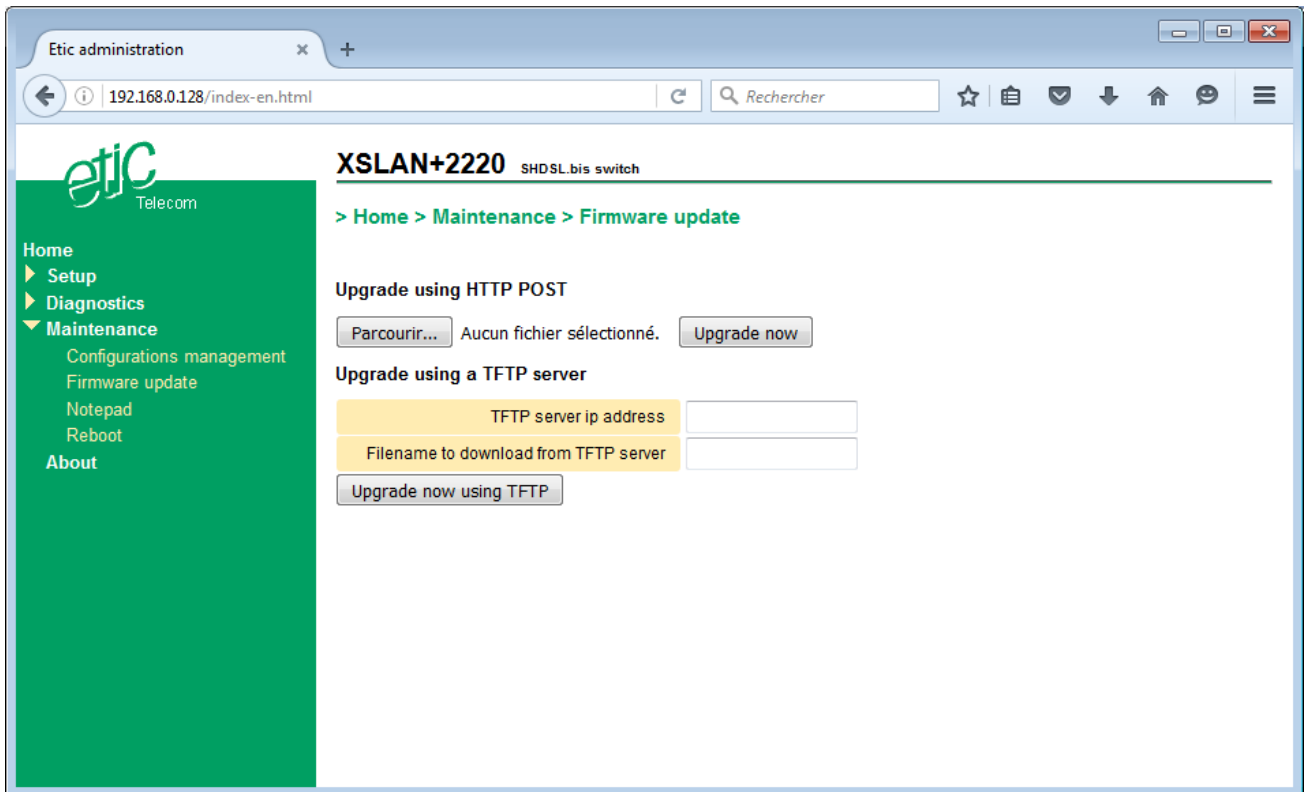 Etic administration
192.168.0.128/index-en.html
Rechercher
etic
Telecom
XSLAN+2220 SHDSL.bis switch
> Home > Maintenance > Firmware update
Home
Setup
Diagnostics
Maintenance
Configurations management
Firmware update
Notepad
Reboot
About
Upgrade using HTTP POST
Parcourir... Aucun fichier sélectionné. Upgrade now
Upgrade using a TFTP server
TFTP server ip address
Filename to download from TFTP server
Upgrade now using TFTP